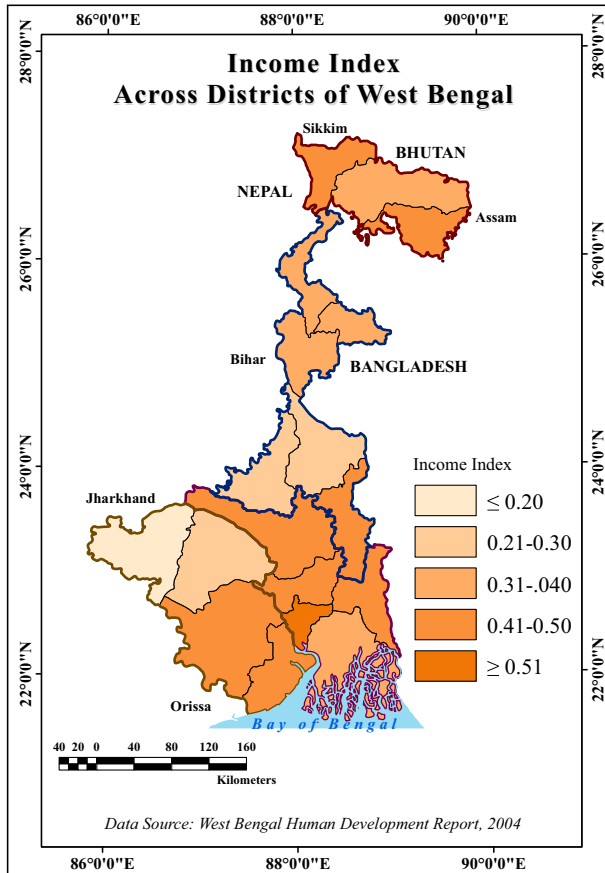 86°0'0"E 88°0'0"E 90°0'0"E
Income Index
Across Districts of West Bengal
28°0'0"N
28°0'0"N
Sikkim
BHUTAN
NEPAL
Assam
26°0'0"N
26°0'0"N
Bihar
BANGLADESH
24°0'0"N
24°0'0"N
Jharkhand
Income Index
≤ 0.20
0.21-0.30
0.31-.040
0.41-0.50
≥ 0.51
22°0'0"N
22°0'0"N
Orissa
Bay of Bengal
40 20 0 40 80 120 160
Kilometers
Data Source: West Bengal Human Development Report, 2004
86°0'0"E 88°0'0"E 90°0'0"E